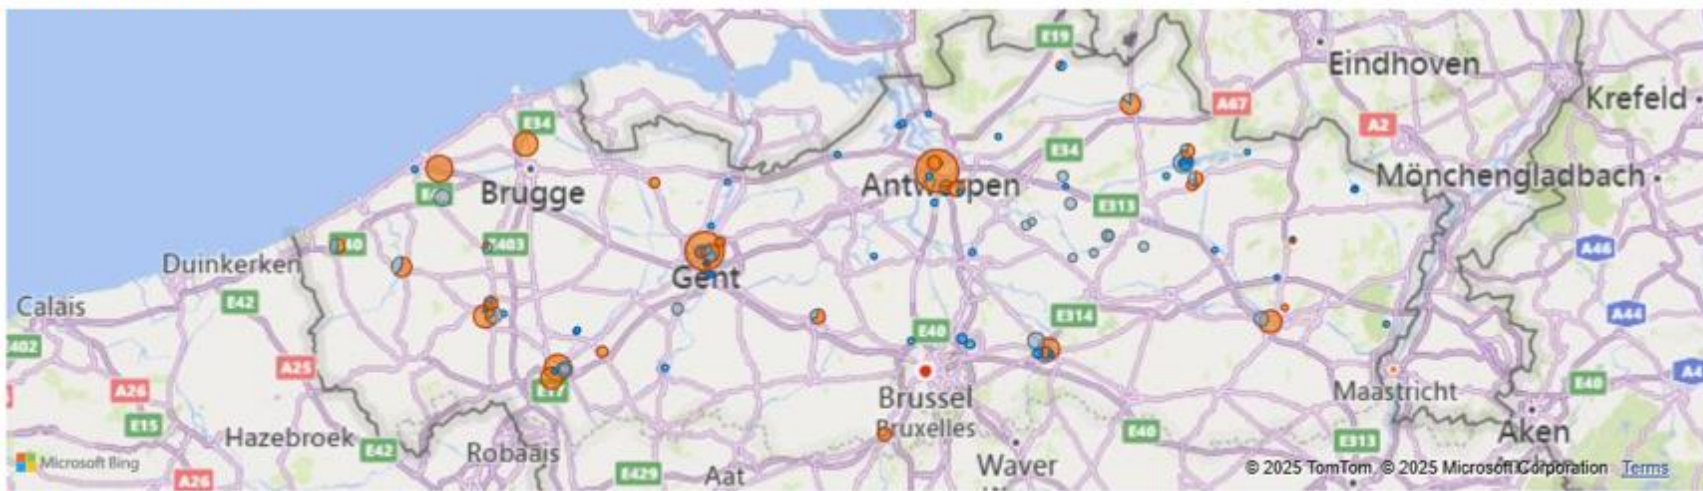 E19
Eindhoven
Krefeld
A67
A2
E34
E34
Antwerpen
Mönchengladbach
Brugge
E313
E40
E403
A46
Duinkerken
Gent
Calais
E42
E314
A44
E402
E40
A25
Brussel
Bruxelles
Maastricht
E40
A26
E17
E15
Hazebroek
E42
Robaais
E40
E313
Aken
Microsoft Bing
A26
E429
Aat
Waver
© 2025 TomTom, © 2025 Microsoft Corporation Terms